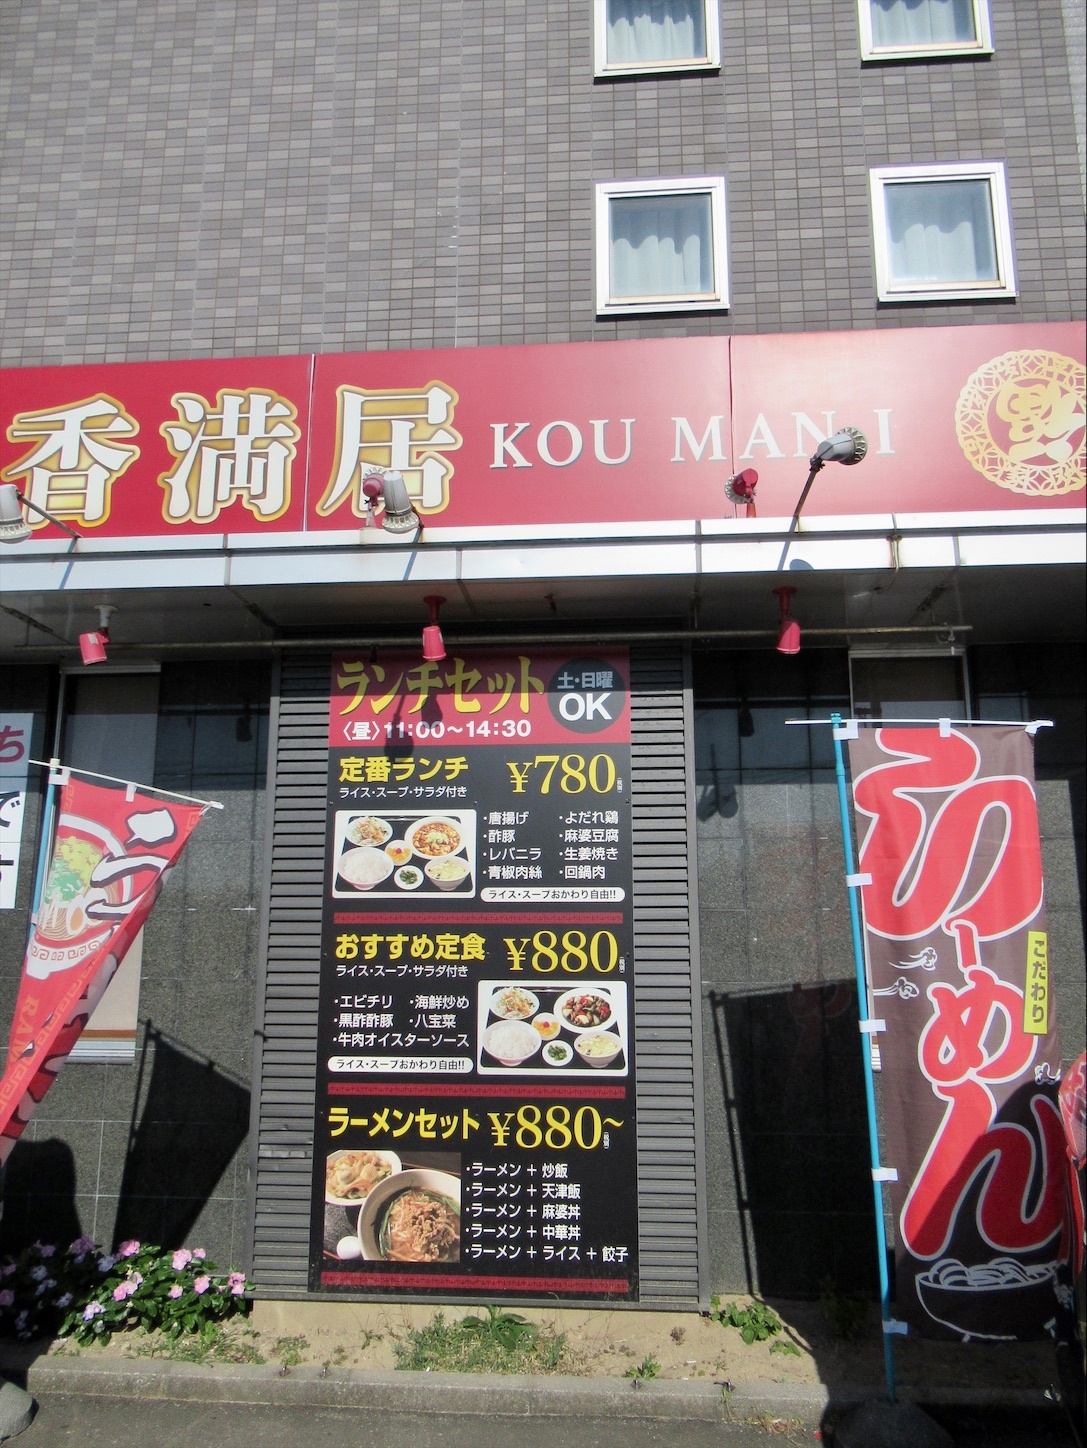 香満居 KOU MAN I
ランチセット
土・日曜
OK
〈昼〉11:00～14:30
定番ランチ ¥780
ライス・スープ・サラダ付き
・唐揚げ ・よだれ鶏
・酢豚 ・麻婆豆腐
・レバニラ ・生姜焼き
・青椒肉絲 ・回鍋肉
ライス・スープおかわり自由!!
おすすめ定食 ¥880
ライス・スープ・サラダ付き
・エビチリ ・海鮮炒め
・黒酢酢豚 ・八宝菜
・牛肉オイスターソース
ライス・スープおかわり自由!!
ラーメンセット ¥880～
・ラーメン + 炒飯
・ラーメン + 天津飯
・ラーメン + 麻婆丼
・ラーメン + 中華丼
・ラーメン + ライス + 餃子
らーめん
こだわり
ち